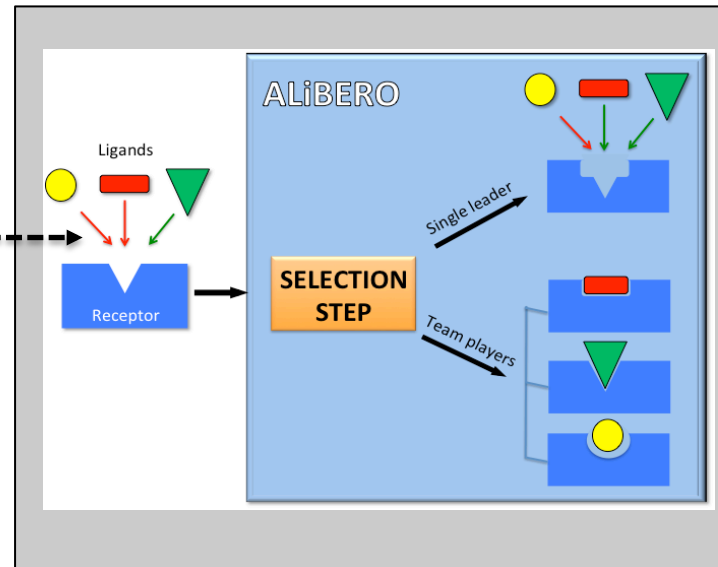 ALiBERO
Ligands
Receptor
SELECTION
STEP
Single leader
Team players